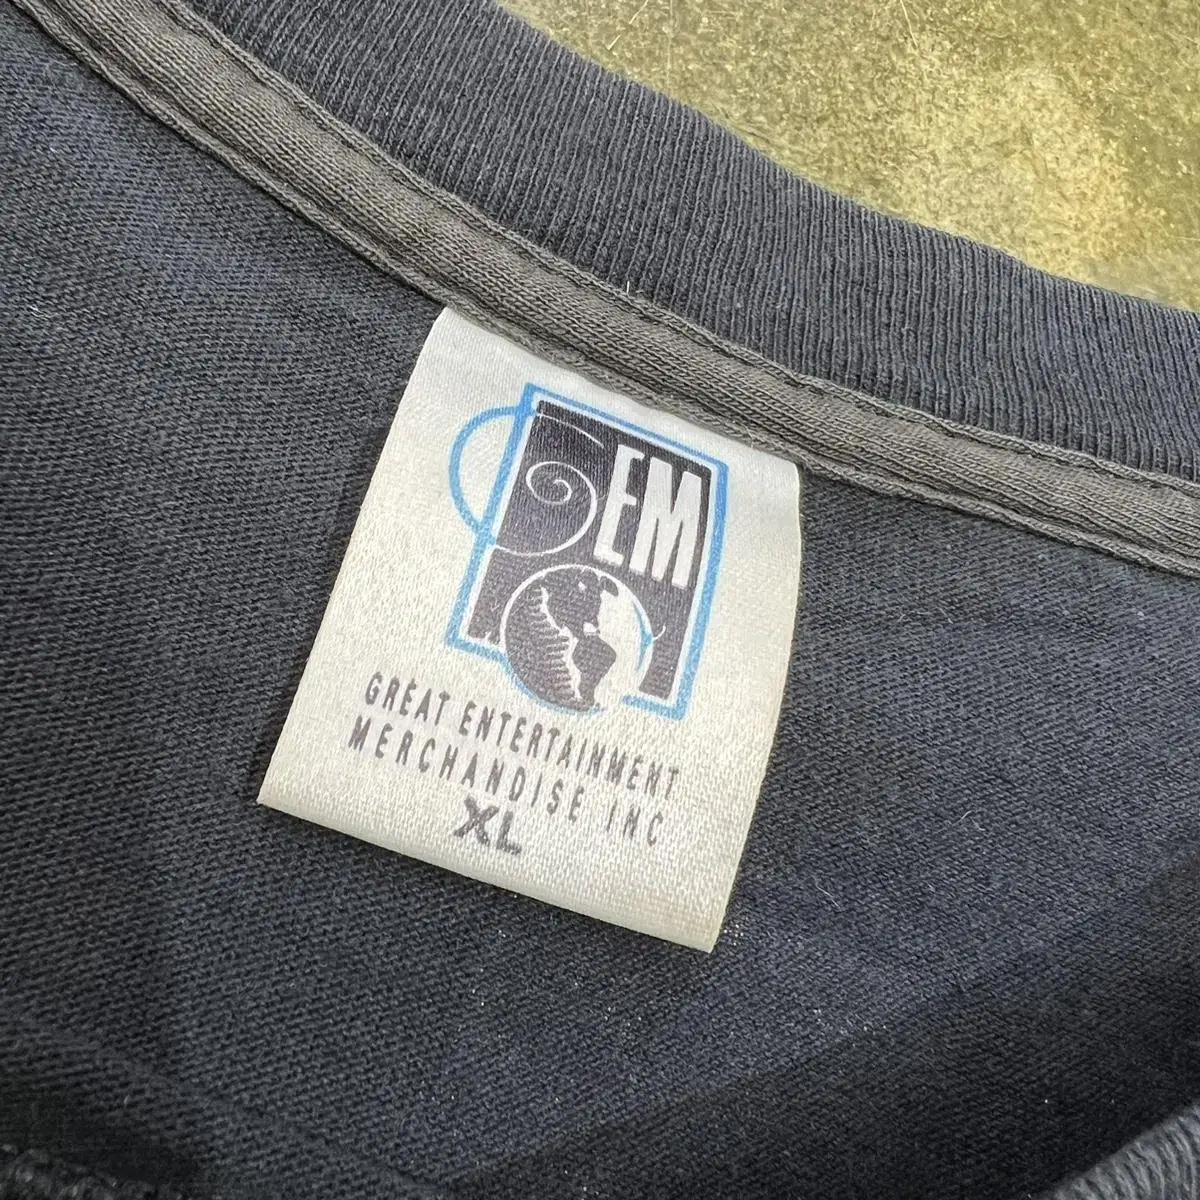 GEM
GREAT ENTERTAINMENT
MERCHANDISE INC
XL